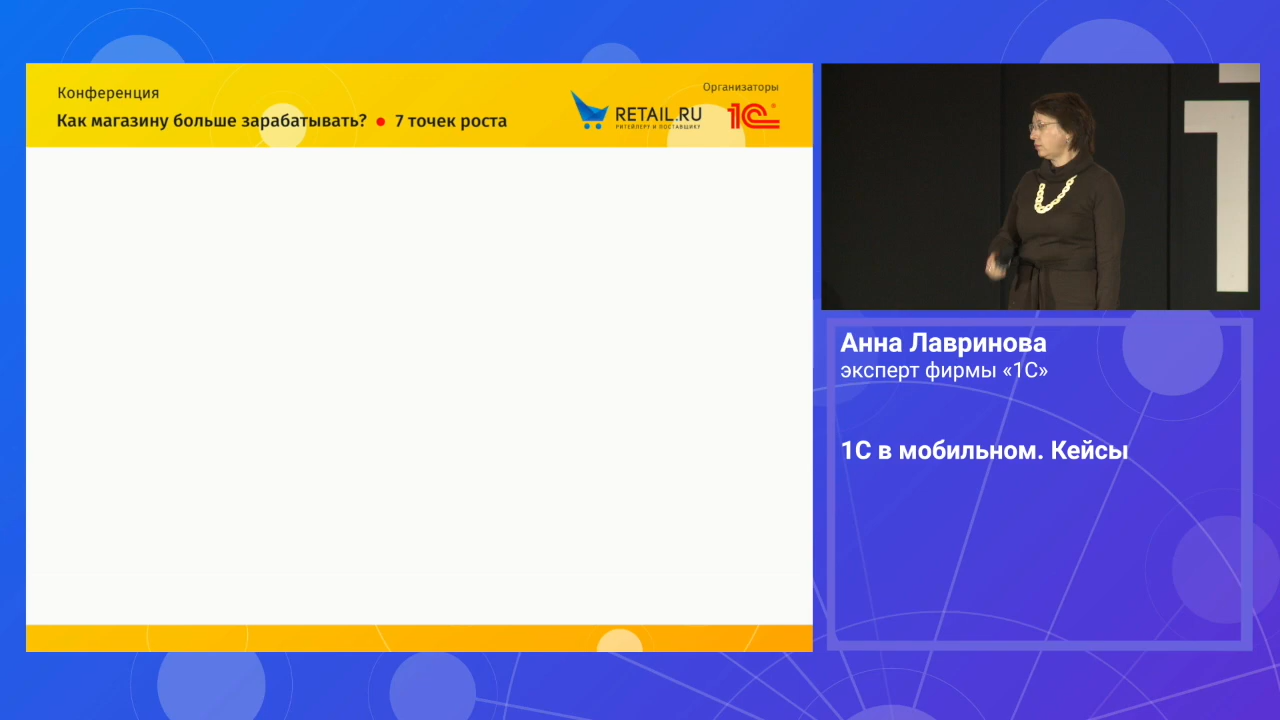 Конференция
Как магазину больше зарабатывать? • 7 точек роста
Организаторы
RETAIL.RU
РИТЕЙЛЕРУ И ПОСТАВЩИКУ
1С
1
Анна Лавринова
эксперт фирмы «1С»
1С в мобильном. Кейсы